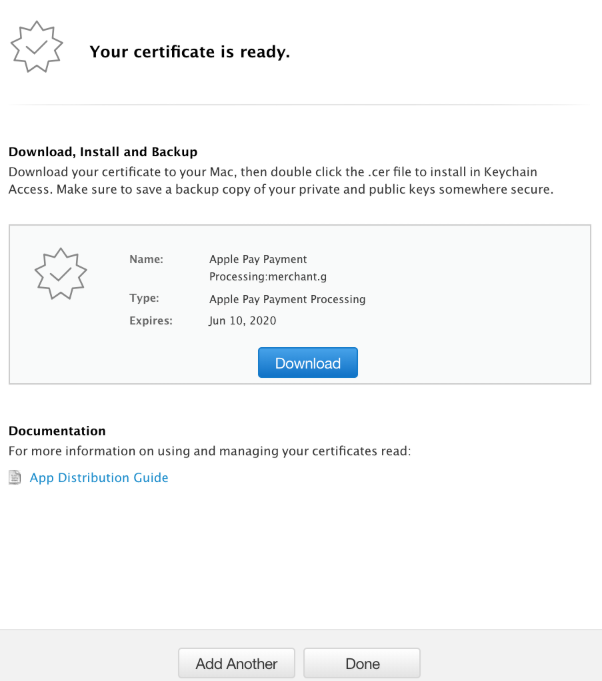 Your certificate is ready.
Download, Install and Backup
Download your certificate to your Mac, then double click the .cer file to install in Keychain
Access. Make sure to save a backup copy of your private and public keys somewhere secure.
Name: Apple Pay Payment
Processing:merchant.g
Type: Apple Pay Payment Processing
Expires: Jun 10, 2020
Download
Documentation
For more information on using and managing your certificates read:
App Distribution Guide
Add Another Done